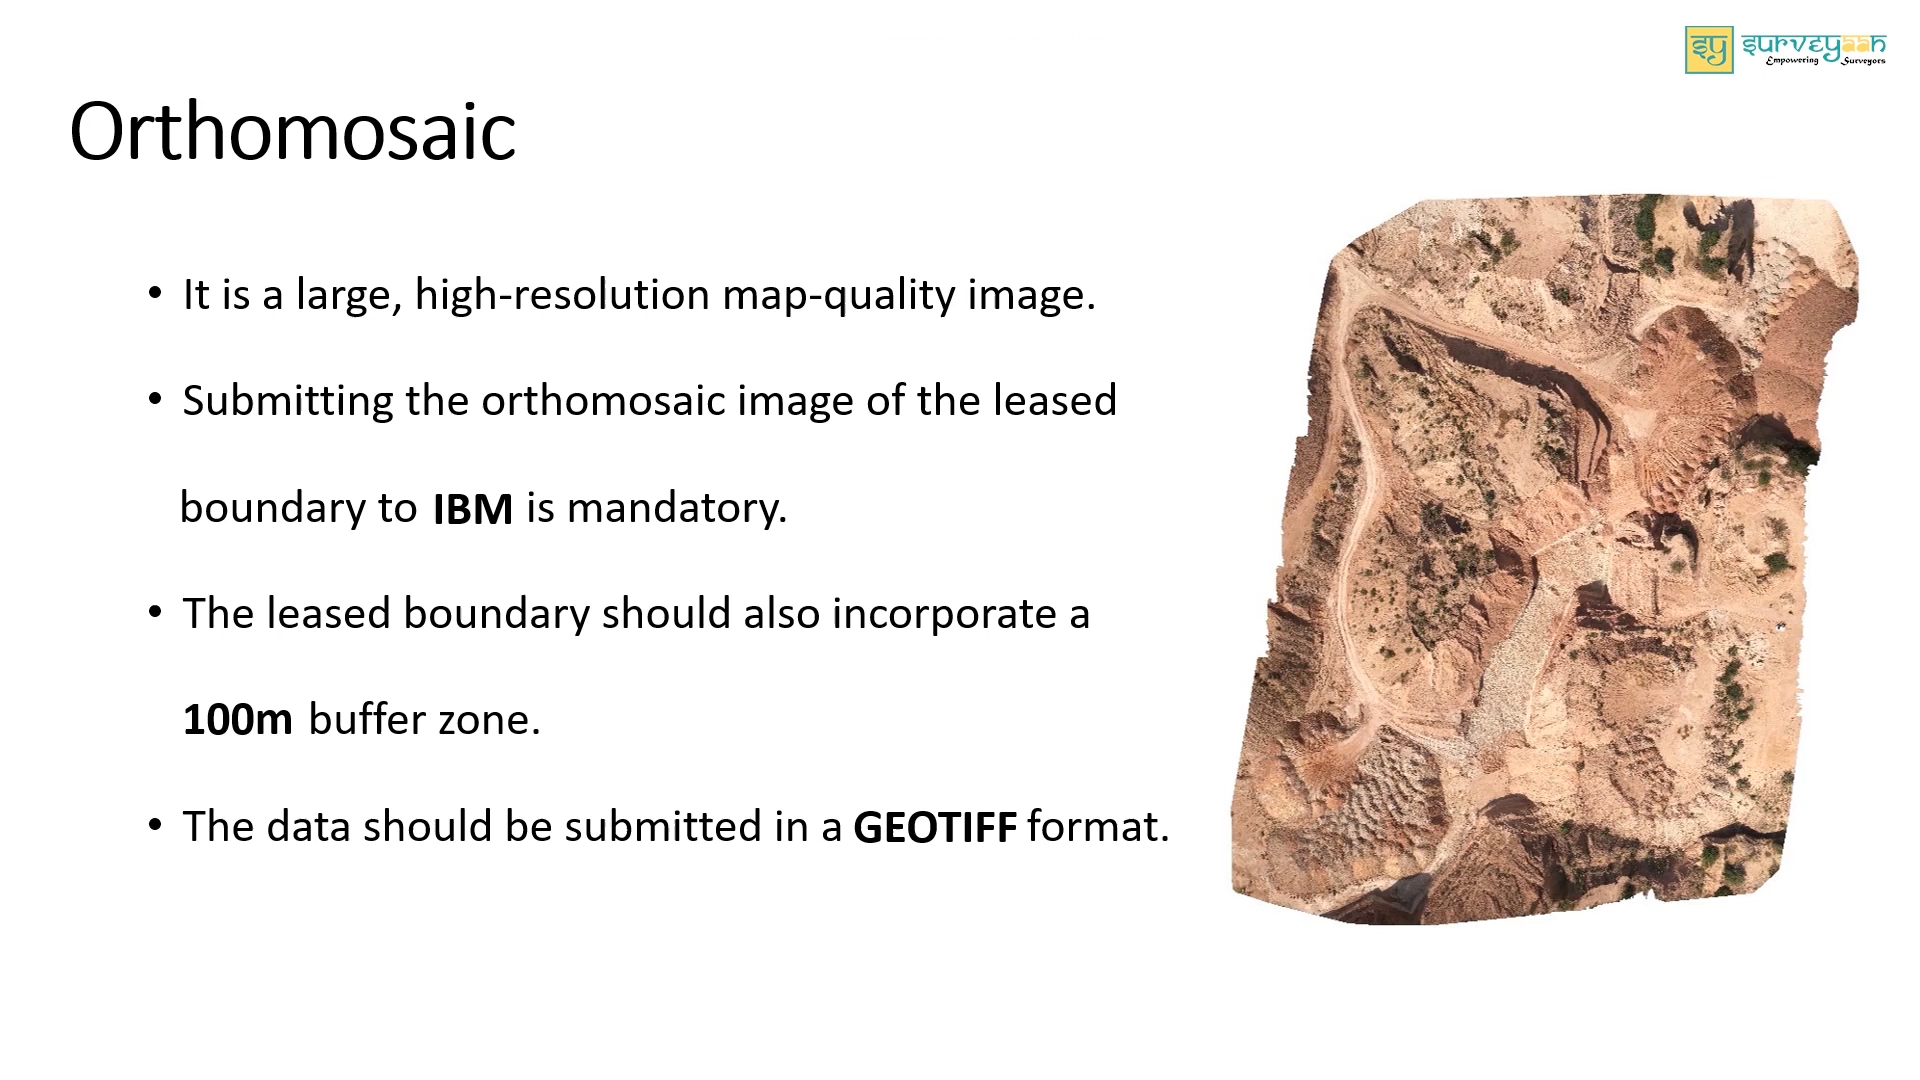 sy surveyaan
Empowering Surveyors
Orthomosaic
• It is a large, high-resolution map-quality image.
• Submitting the orthomosaic image of the leased
boundary to IBM is mandatory.
• The leased boundary should also incorporate a
100m buffer zone.
• The data should be submitted in a GEOTIFF format.